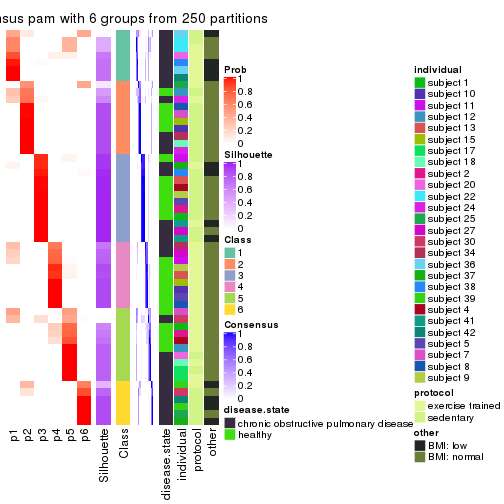 sus pam with 6 groups from 250 partitions
Prob
1
0.8
0.6
0.4
0.2
0
Silhouette
1
0.8
0.6
0.4
0.2
0
Class
1
2
3
4
5
6
Consensus
1
0.8
0.6
0.4
0.2
0
disease.state
chronic obstructive pulmonary disease
healthy
individual
subject 1
subject 10
subject 11
subject 12
subject 13
subject 15
subject 17
subject 18
subject 2
subject 20
subject 22
subject 24
subject 25
subject 27
subject 30
subject 34
subject 36
subject 37
subject 38
subject 39
subject 4
subject 41
subject 42
subject 5
subject 7
subject 8
subject 9
protocol
exercise trained
sedentary
other
BMI: low
BMI: normal
p1
p2
p3
p4
p5
p6
Silhouette
Class
disease.state
individual
protocol
other